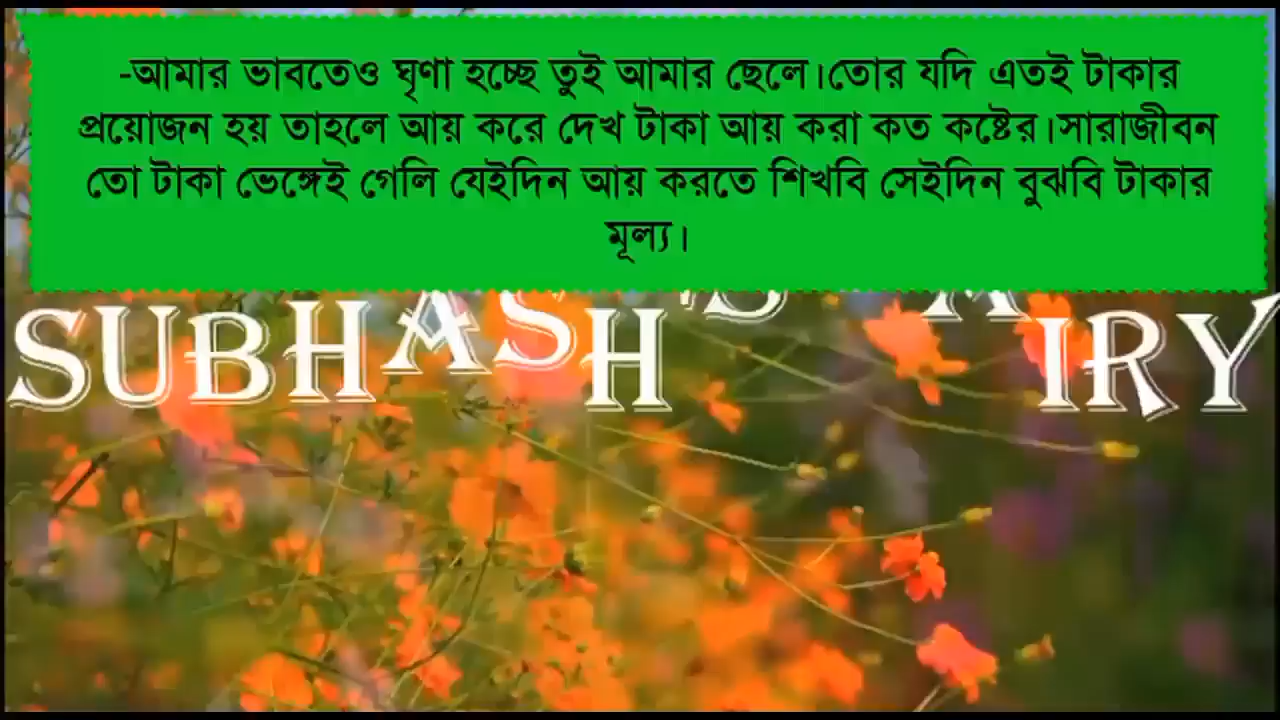 -আমার ভাবতেও ঘৃণা হচ্ছে তুই আমার ছেলে।তোর যদি এতই টাকার
প্রয়োজন হয় তাহলে আয় করে দেখ টাকা আয় করা কত কষ্টের।সারাজীবন
তো টাকা ভেঙ্গেই গেলি যেইদিন আয় করতে শিখবি সেইদিন বুঝবি টাকার
মূল্য।
SUBHASH IRY